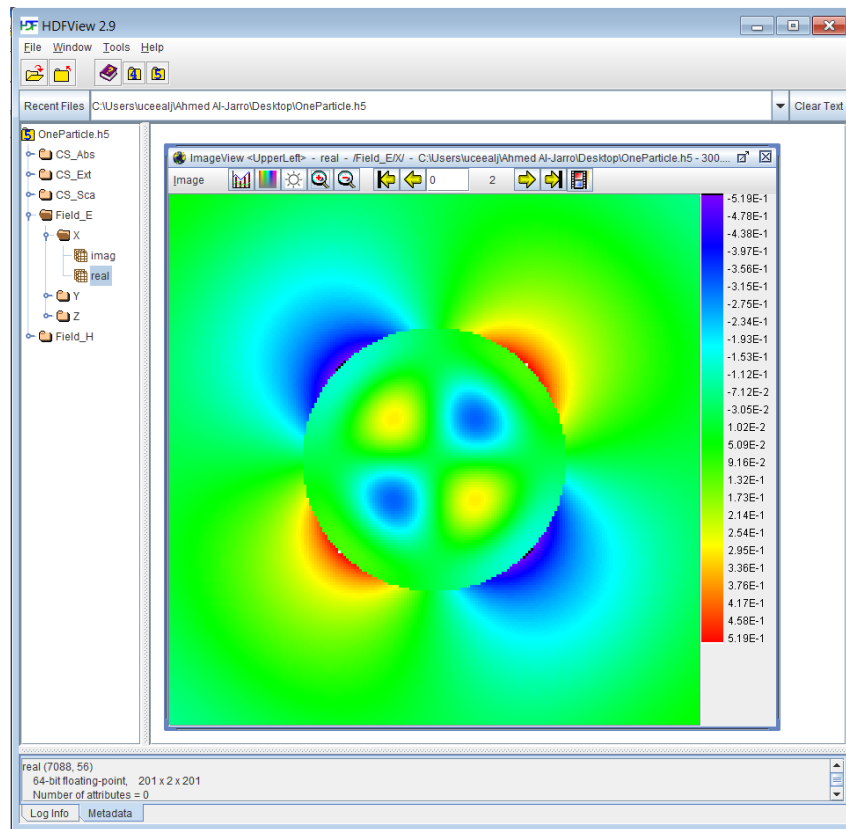 HDF HDFView 2.9
File Window Tools Help
4 5
Recent Files C:\Users\uceealj\Ahmed Al-Jarro\Desktop\OneParticle.h5 Clear Text
5 OneParticle.h5
CS_Abs
CS_Ext
CS_Sca
Field_E
X
imag
real
Y
Z
Field_H
ImageView <UpperLeft> - real - /Field_E/X/ - C:\Users\uceealj\Ahmed Al-Jarro\Desktop\OneParticle.h5 - 300....
Image 0 2
-5.19E-1
-4.78E-1
-4.38E-1
-3.97E-1
-3.56E-1
-3.15E-1
-2.75E-1
-2.34E-1
-1.93E-1
-1.53E-1
-1.12E-1
-7.12E-2
-3.05E-2
1.02E-2
5.09E-2
9.16E-2
1.32E-1
1.73E-1
2.14E-1
2.54E-1
2.95E-1
3.36E-1
3.76E-1
4.17E-1
4.58E-1
5.19E-1
real (7088, 56)
64-bit floating-point, 201 x 2 x 201
Number of attributes = 0
Log Info Metadata